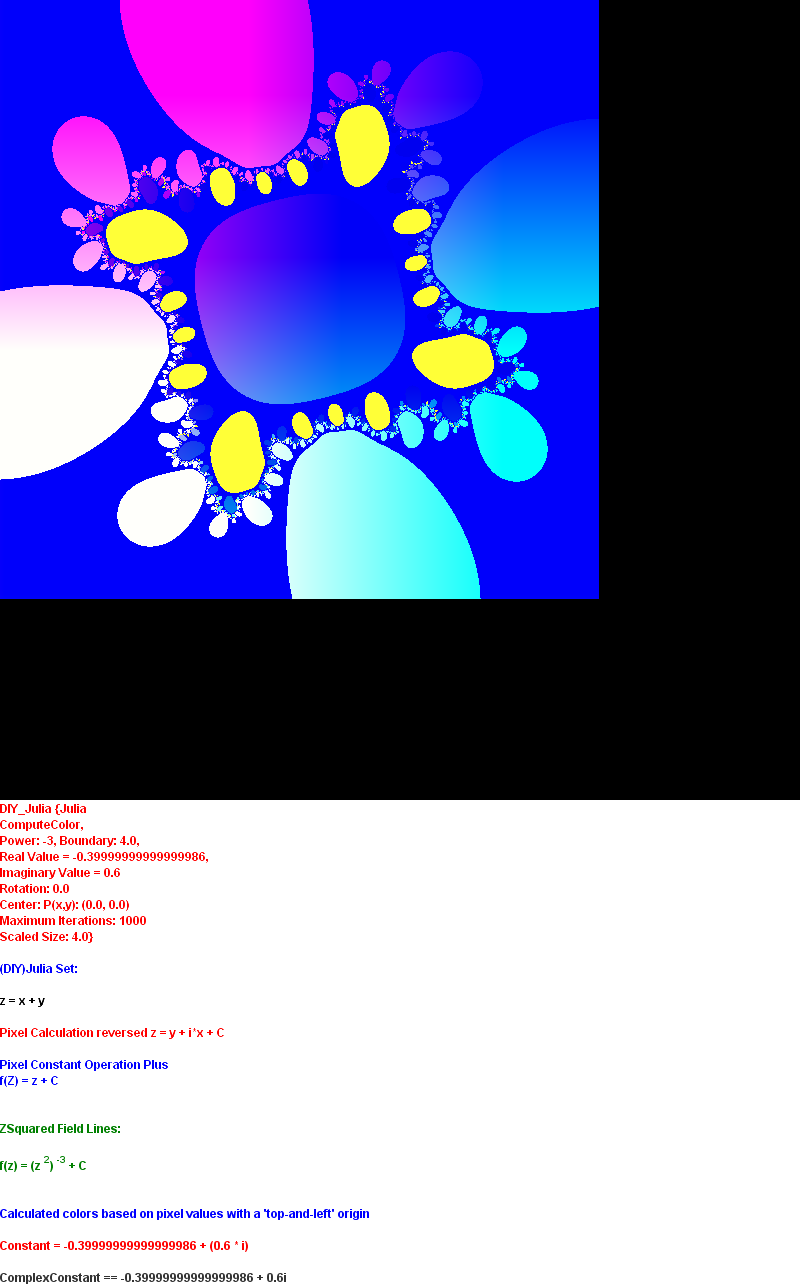 DIY_Julia {Julia
ComputeColor,
Power: -3, Boundary: 4.0,
Real Value = -0.39999999999999986,
Imaginary Value = 0.6
Rotation: 0.0
Center: P(x,y): (0.0, 0.0)
Maximum Iterations: 1000
Scaled Size: 4.0}
(DIY)Julia Set:
z = x + y
Pixel Calculation reversed z = y + i*x + C
Pixel Constant Operation Plus
f(Z) = z + C
ZSquared Field Lines:
f(z) = (z 2) -3 + C
Calculated colors based on pixel values with a 'top-and-left' origin
Constant = -0.39999999999999986 + (0.6 * i)
ComplexConstant == -0.39999999999999986 + 0.6i